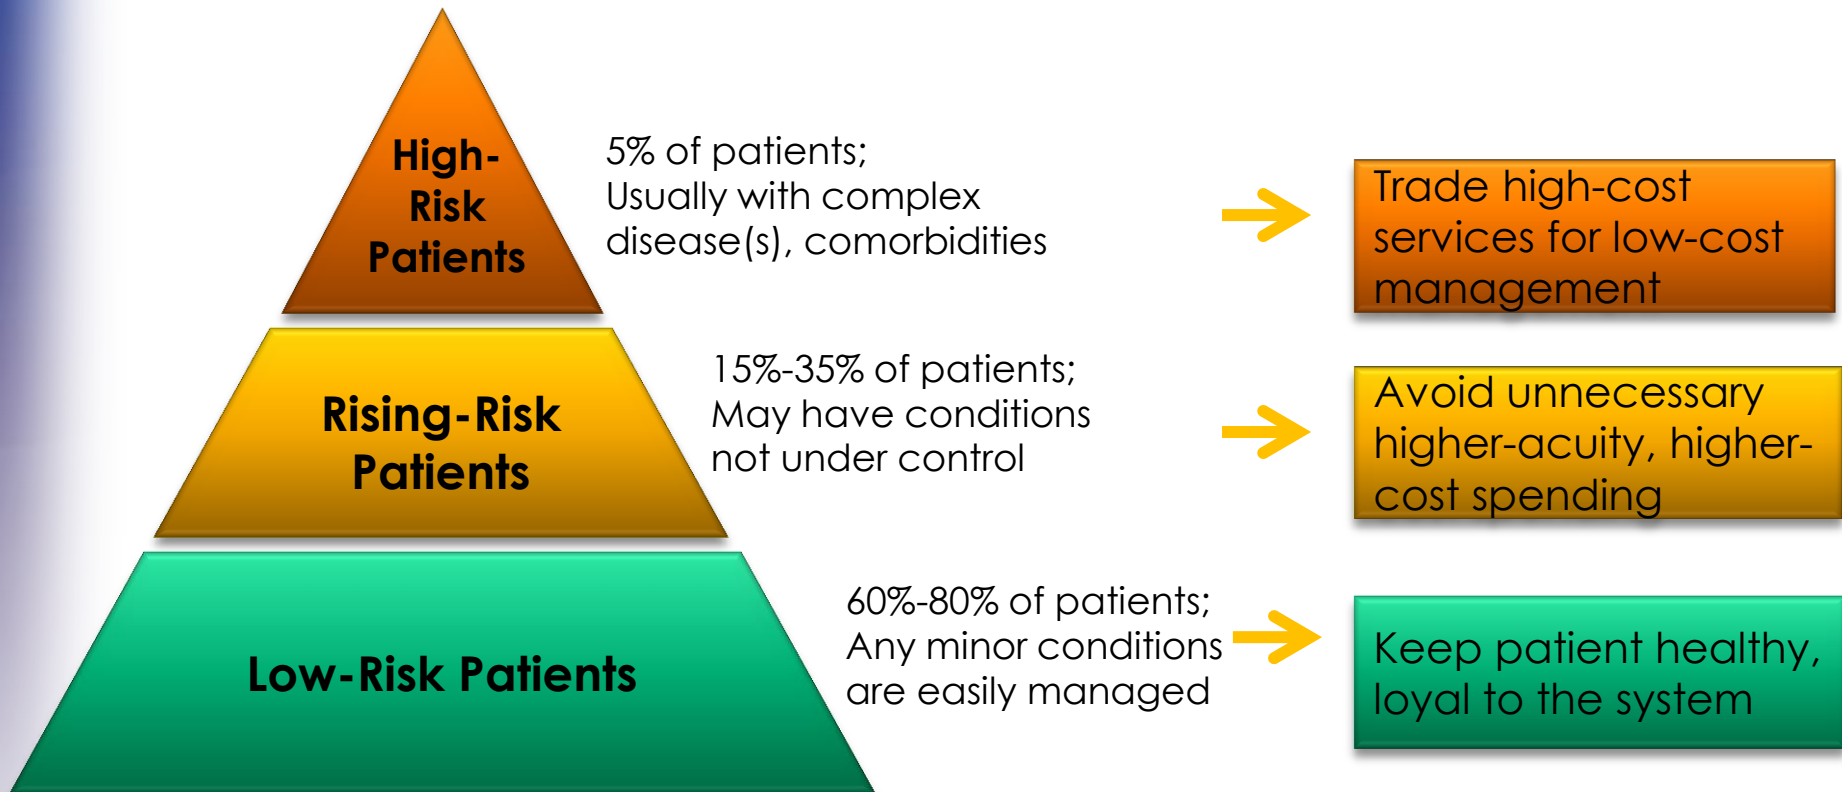 High-
Risk
Patients
5% of patients;
Usually with complex
disease(s), comorbidities
Trade high-cost
services for low-cost
management
Rising-Risk
Patients
15%-35% of patients;
May have conditions
not under control
Avoid unnecessary
higher-acuity, higher-
cost spending
Low-Risk Patients
60%-80% of patients;
Any minor conditions
are easily managed
Keep patient healthy,
loyal to the system